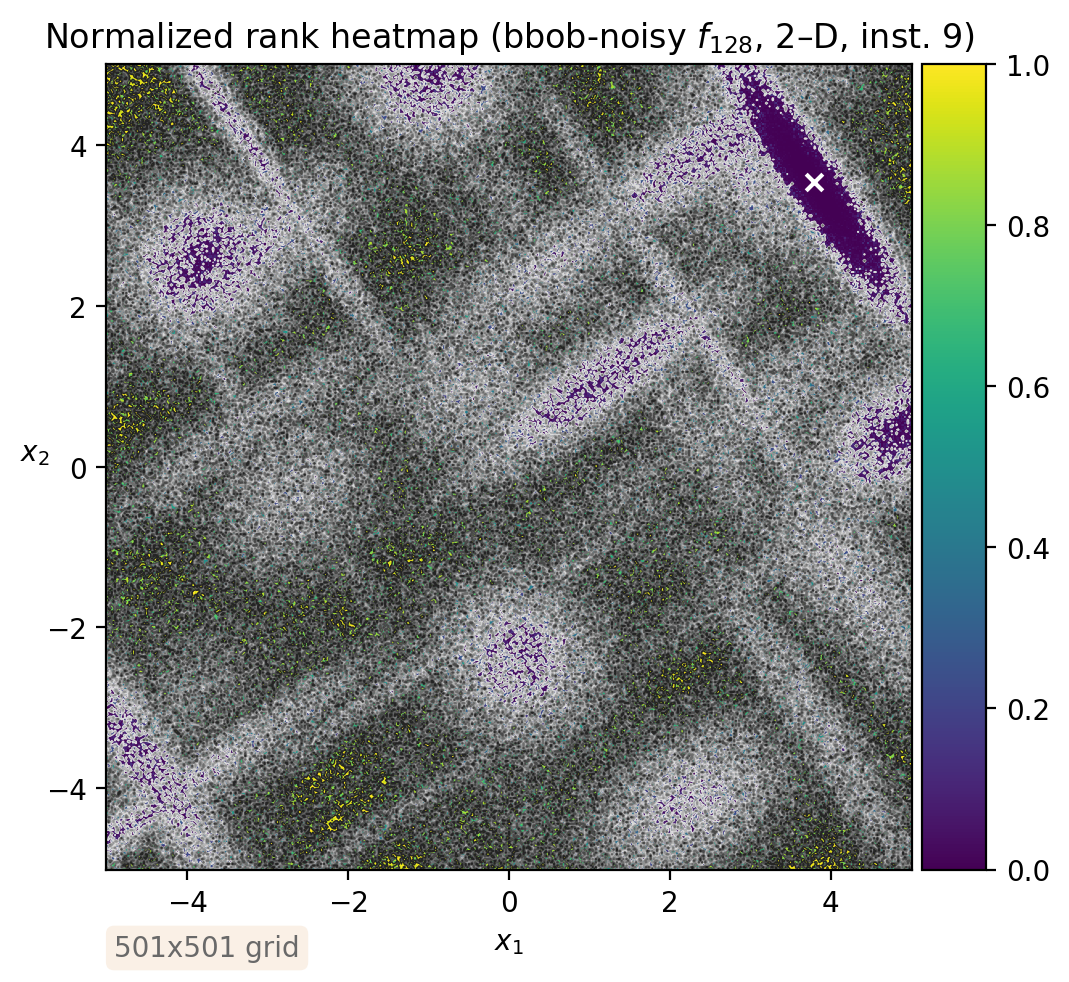 Normalized rank heatmap (bbob-noisy f₁₂₈, 2–D, inst. 9)
1.0
4
0.8
2
0.6
x₂ 0
0.4
−2
0.2
−4
0.0
−4 −2 0 2 4
x₁
501x501 grid